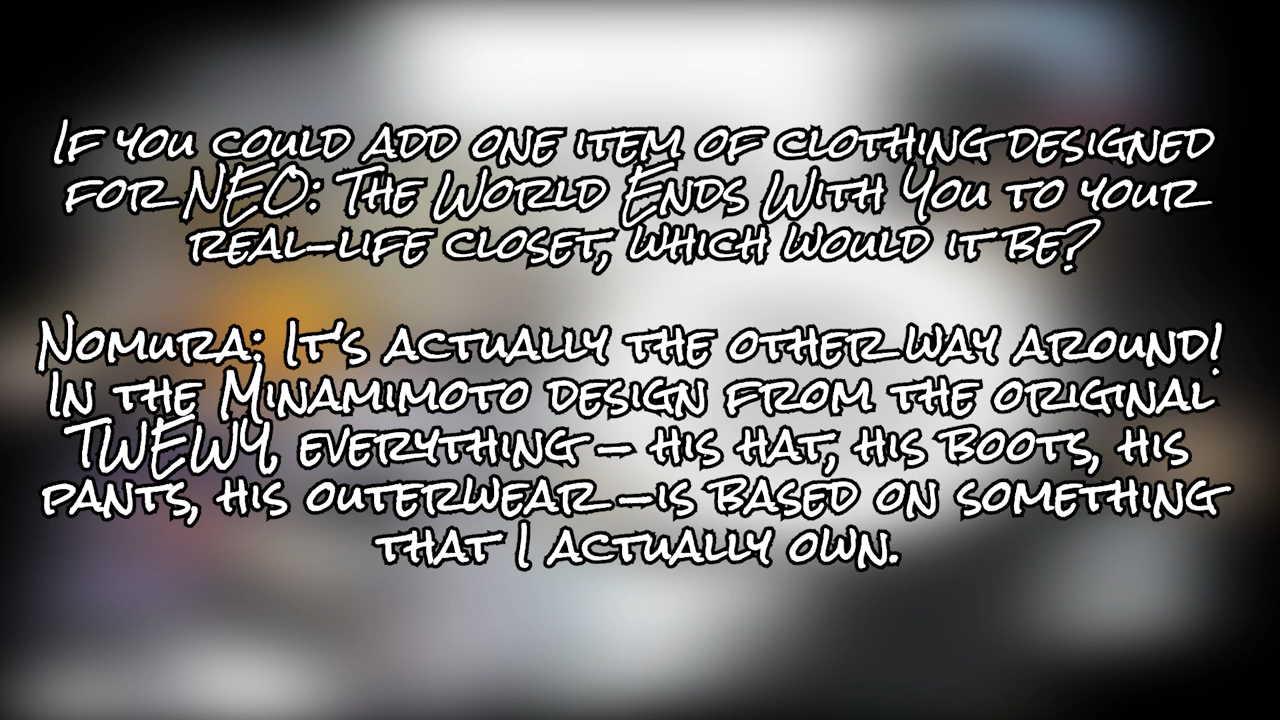 If you could add one item of clothing designed
for NEO: The World Ends With You to your
real-life closet, which would it be?
Nomura: It's actually the other way around!
In the Minamimoto design from the original
TWEWY, everything – his hat, his boots, his
pants, his outerwear –is based on something
that I actually own.